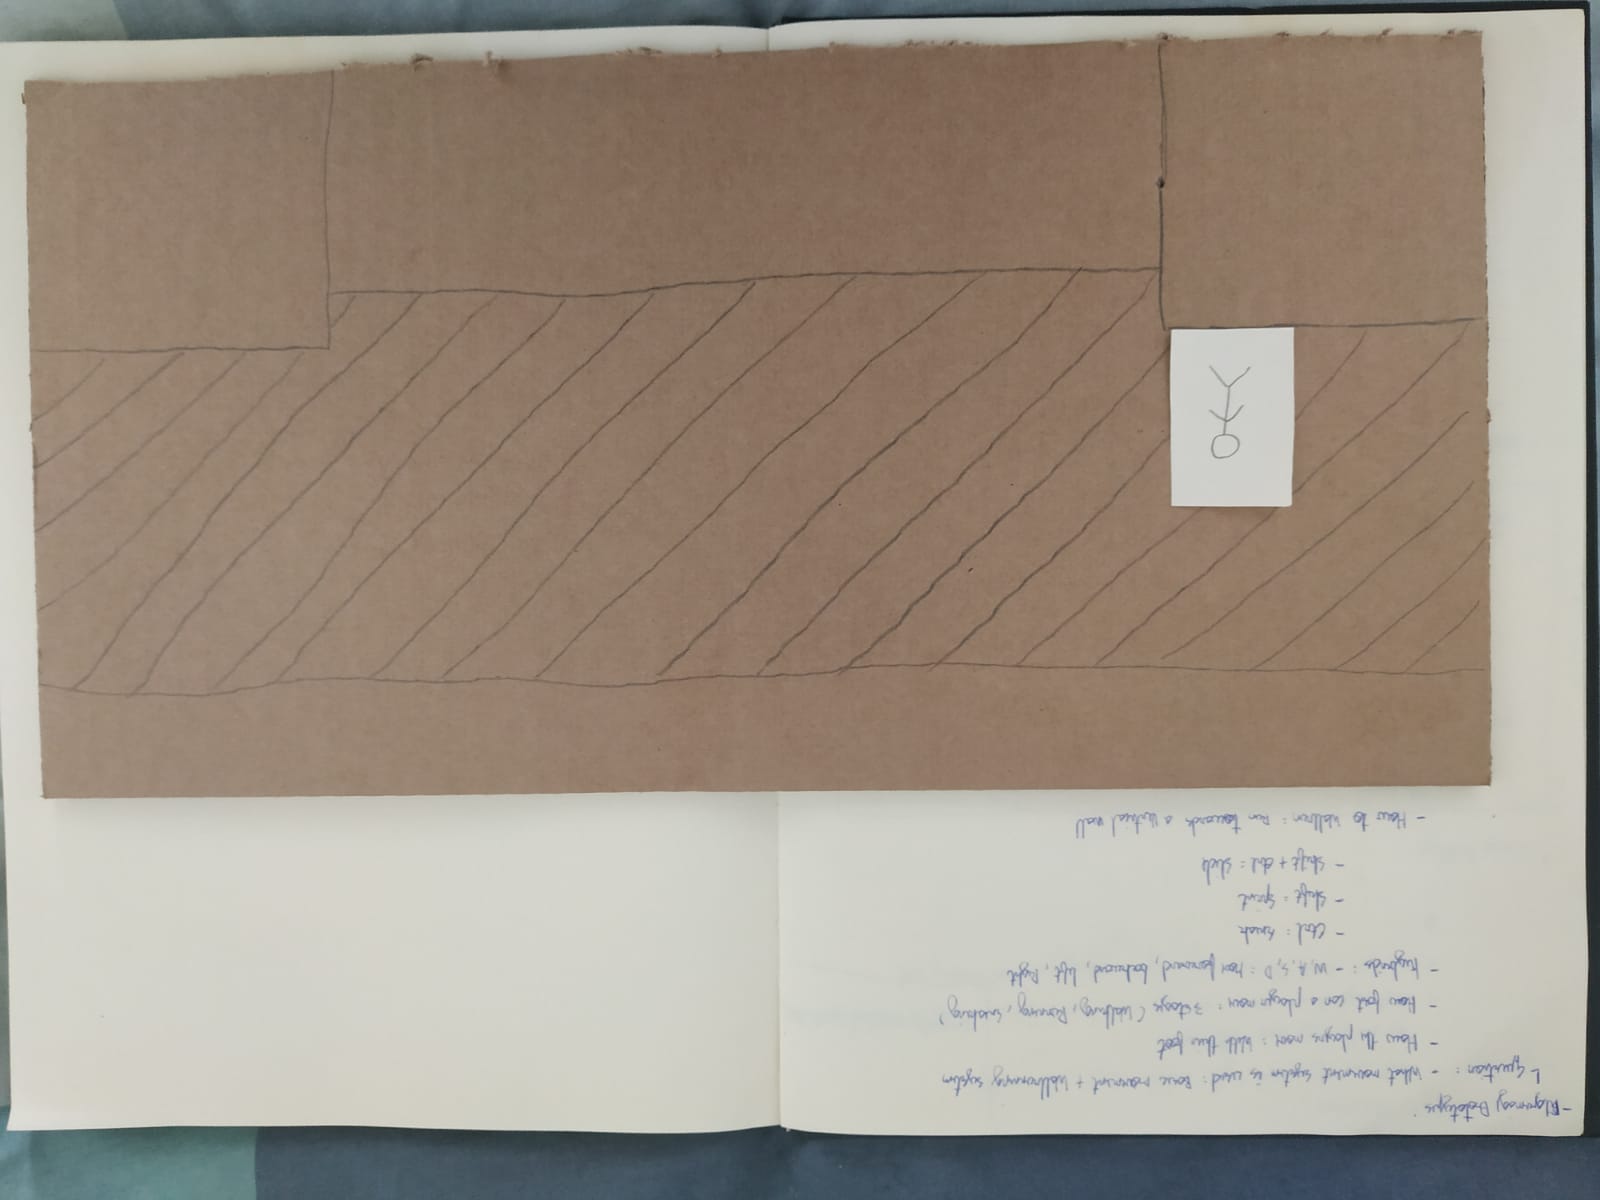 - Prototype
└ Question : - What movement system is used : Basic movement + Wallrunning system
- How the players move : With their foot
- How fast can a player move : 3 stages (Walking, Running, Sneaking)
- Keybinds : - W, A, S, D : Move forward, backward, left, Right
- Ctrl : Sneak
- Shift : Sprint
- Shift + Ctrl = Slide
- How to Wallrun : Run towards a Vertical wall